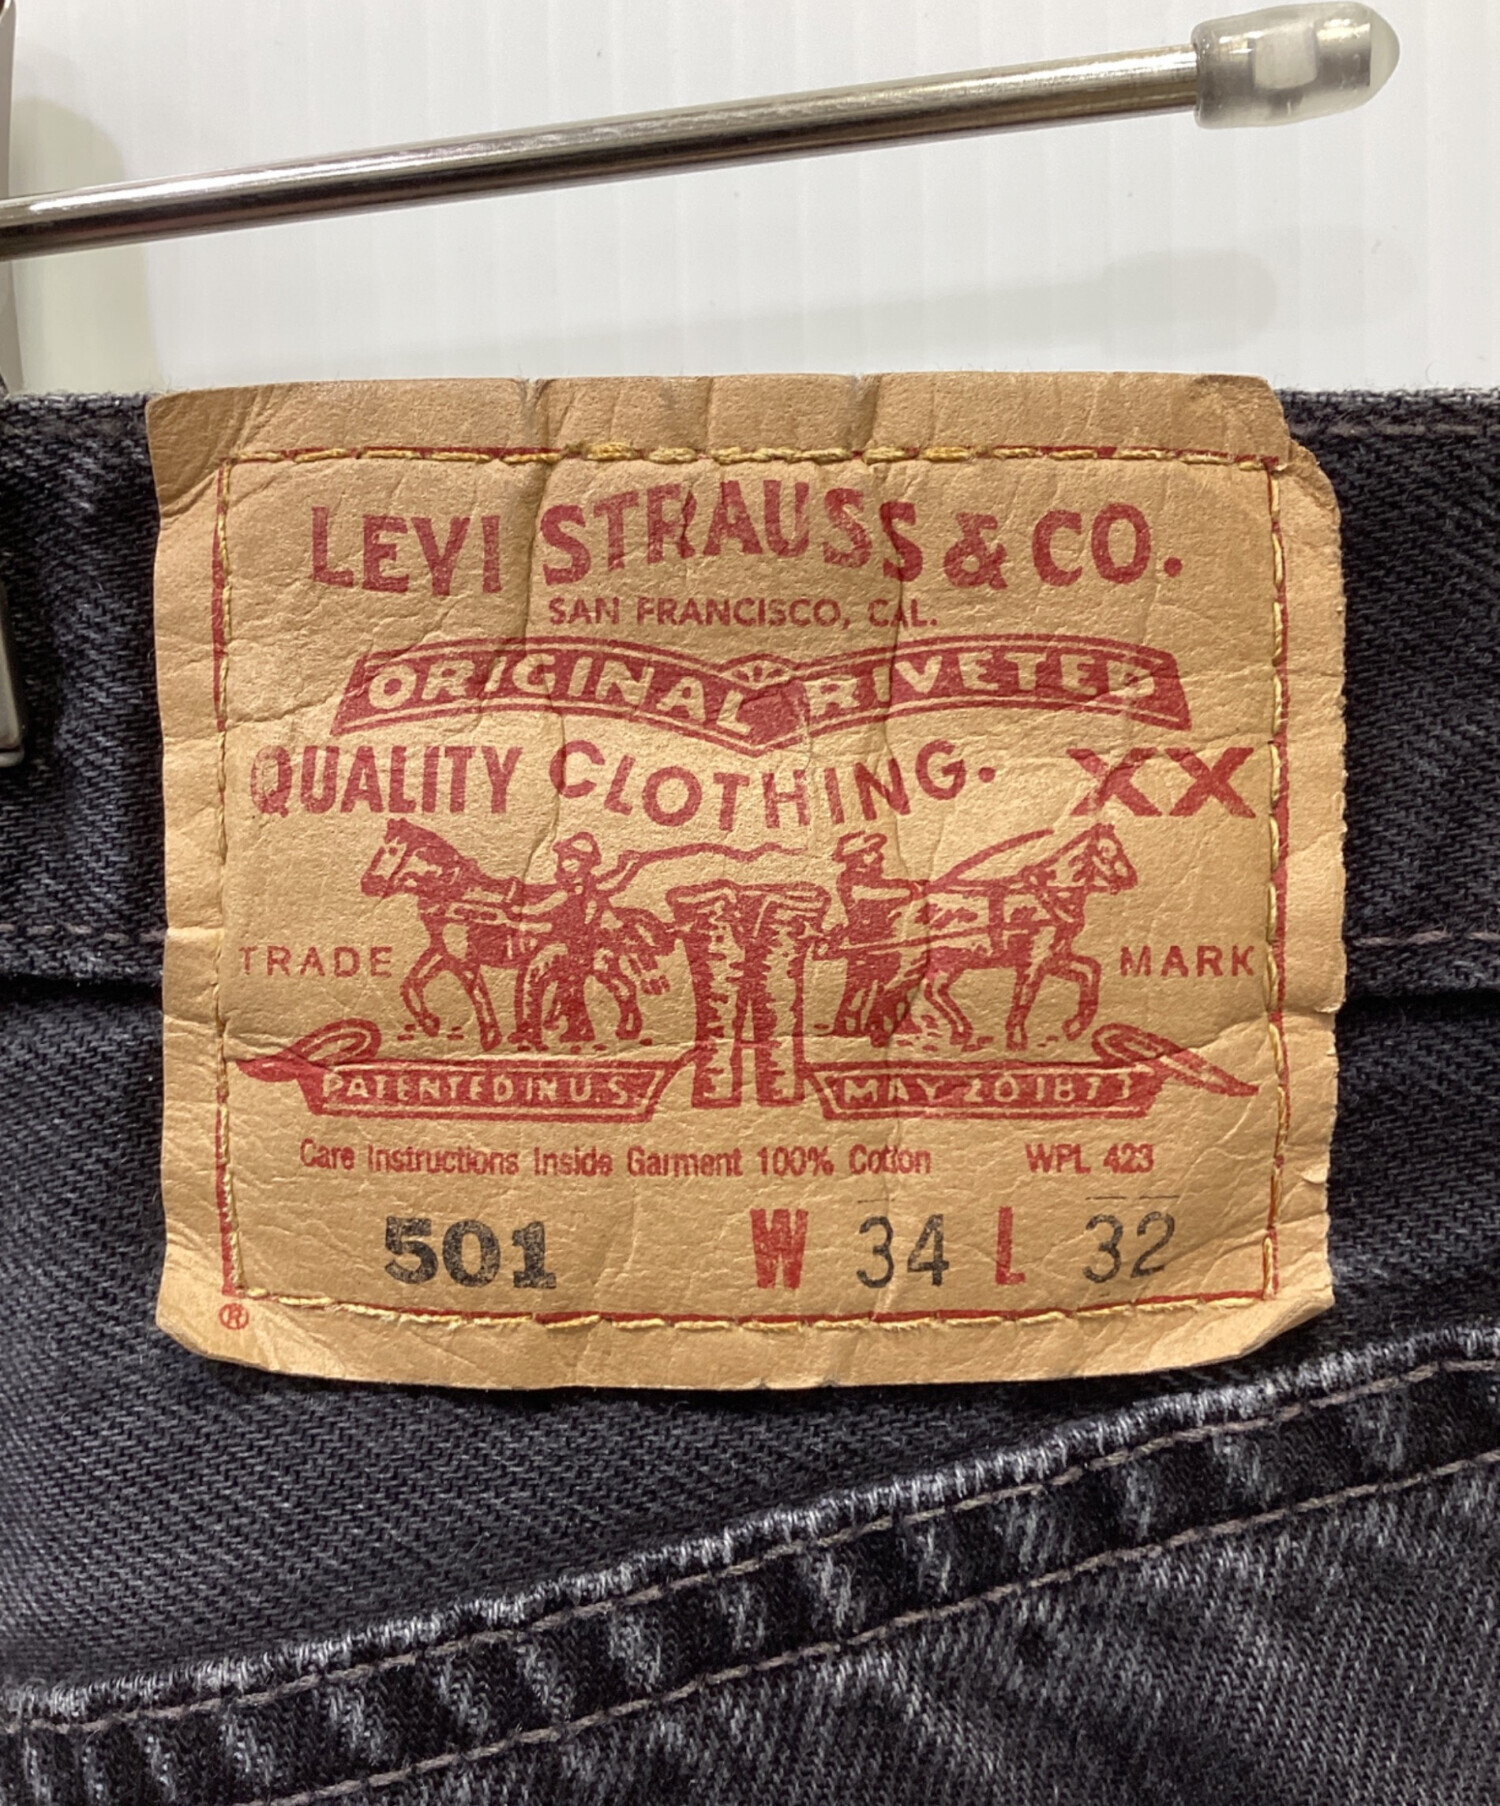 LEVI STRAUSS & CO.
SAN FRANCISCO, CAL.
ORIGINAL RIVETED
QUALITY CLOTHING. XX
TRADE MARK
PATENTED IN U.S. MAY 20 1873
Care Instructions Inside Garment 100% Cotton WPL 423
501 W 34 L 32
®